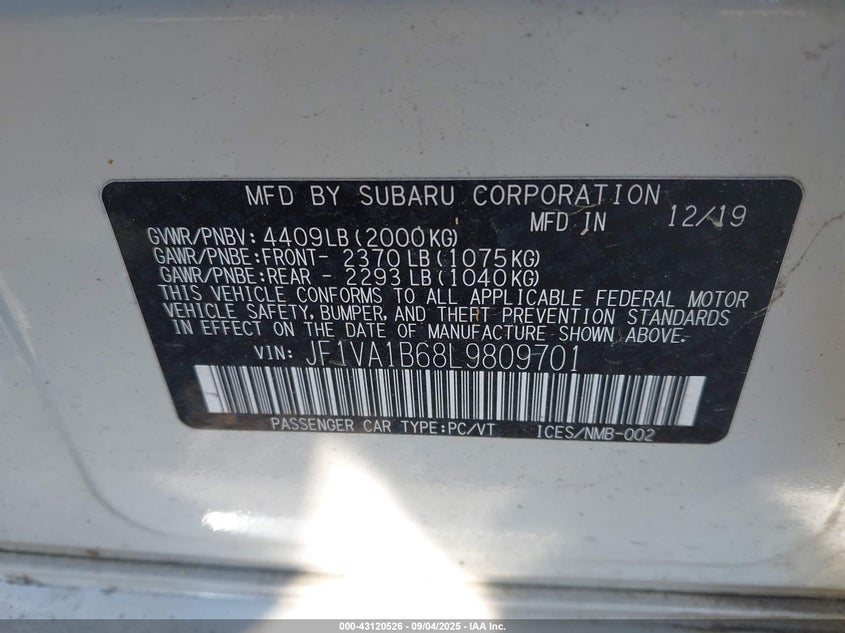 MFD BY SUBARU CORPORATION
MFD IN 12/19
GVWR/PNBV: 4409LB(2000KG)
GAWR/PNBE:FRONT- 2370LB(1075KG)
GAWR/PNBE:REAR - 2293LB(1040KG)
THIS VEHICLE CONFORMS TO ALL APPLICABLE FEDERAL MOTOR
VEHICLE SAFETY, BUMPER, AND THEFT PREVENTION STANDARDS
IN EFFECT ON THE DATE OF MANUFACTURE SHOWN ABOVE.
VIN: JF1VA1B68L9809701
PASSENGER CAR TYPE:PC/VT ICES/NMB-002
000-43120526 - 09/04/2025 - IAA Inc.